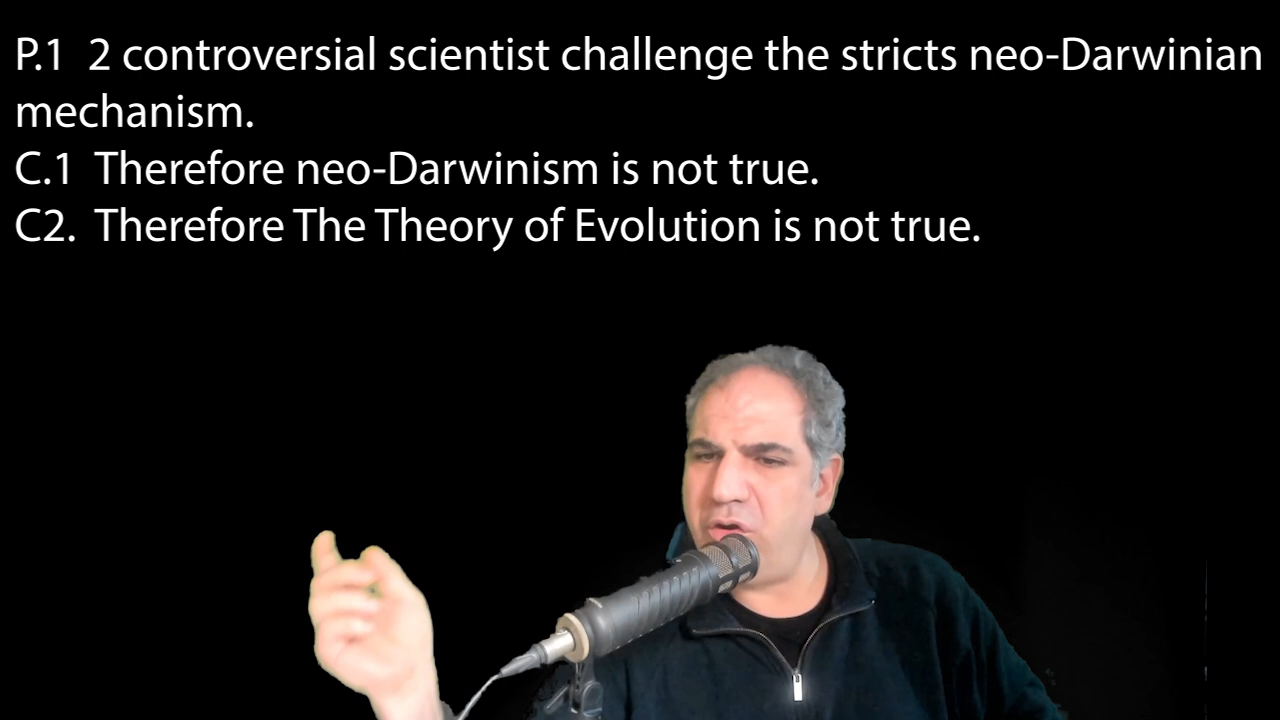 P.1  2 controversial scientist challenge the stricts neo-Darwinian
mechanism.
C.1  Therefore neo-Darwinism is not true.
C2.  Therefore The Theory of Evolution is not true.